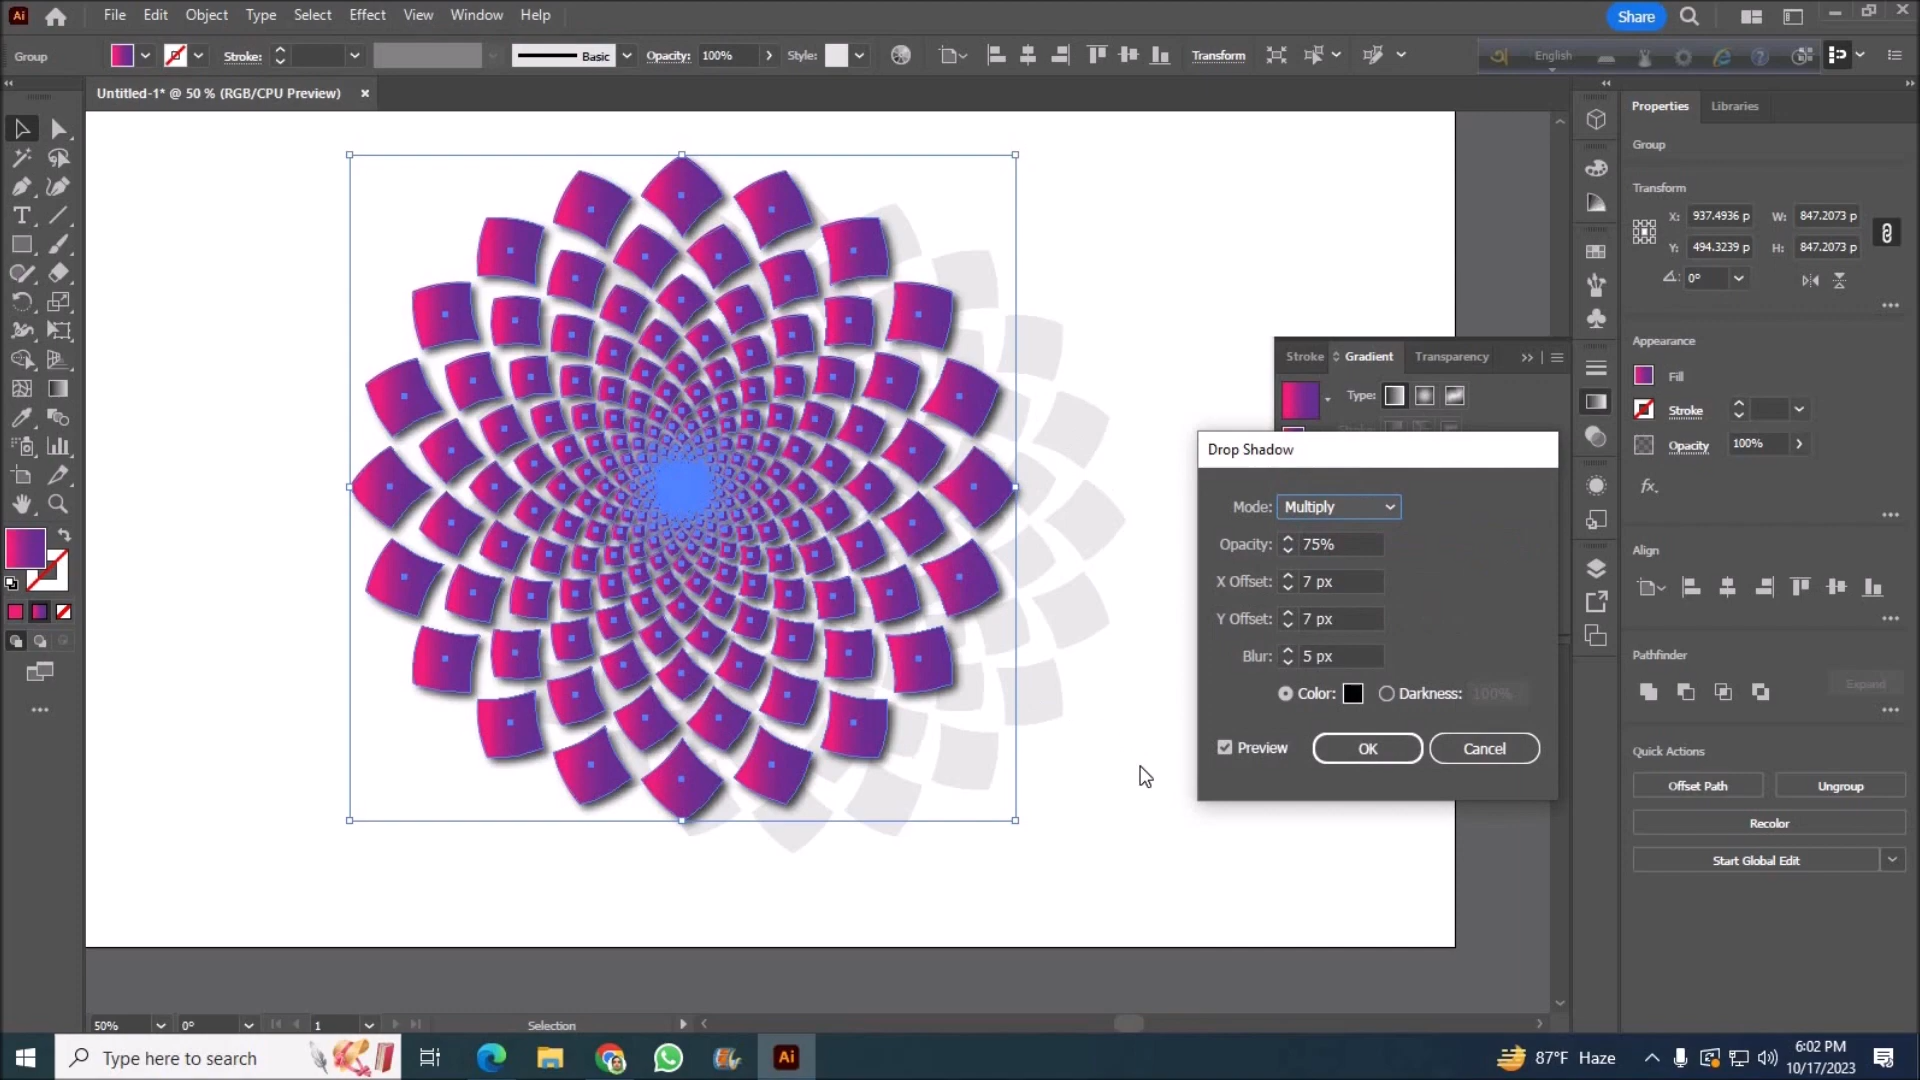 Ai File Edit Object Type Select Effect View Window Help Share
Group Stroke: Basic Opacity: 100% Style: Transform English
Untitled-1* @ 50 % (RGB/CPU Preview) ×
Properties Libraries
Group
Transform
X: 937.4936 p W: 847.2073 p
Y: 494.3239 p H: 847.2073 p
0°
Appearance
Fill
Stroke
Opacity 100%
fx.
Align
Pathfinder
Expand
Quick Actions
Offset Path Ungroup
Recolor
Start Global Edit
Stroke Gradient Transparency
Type:
Drop Shadow
Mode: Multiply
Opacity: 75%
X Offset: 7 px
Y Offset: 7 px
Blur: 5 px
Color: Darkness: 100%
Preview OK Cancel
50% 0° 1 Selection
Type here to search Ai 87°F Haze 6:02 PM
10/17/2023